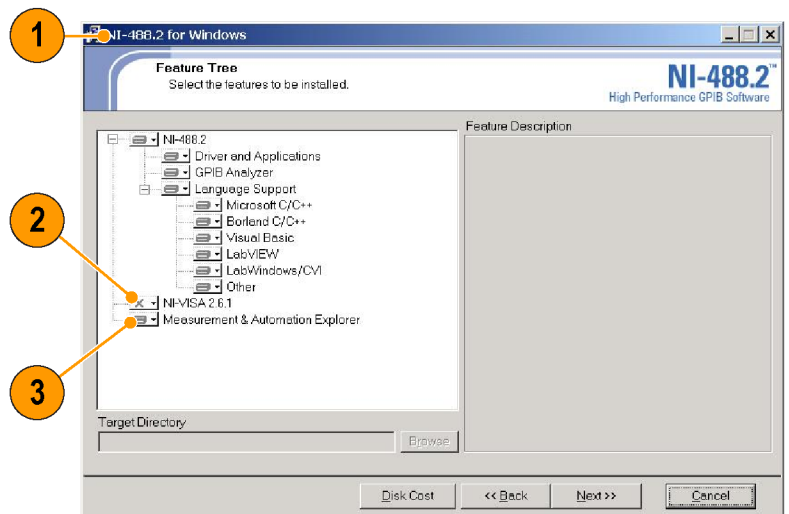 1
NI-488.2 for Windows
Feature Tree
Select the features to be installed.
NI-488.2™
High Performance GPIB Software
Feature Description
NI-488.2
Driver and Applications
GPIB Analyzer
Language Support
Microsoft C/C++
Borland C/C++
Visual Basic
LabVIEW
LabWindows/CVI
Other
2
NI-VISA 2.6.1
Measurement & Automation Explorer
3
Target Directory
Browse
Disk Cost
<< Back
Next >>
Cancel